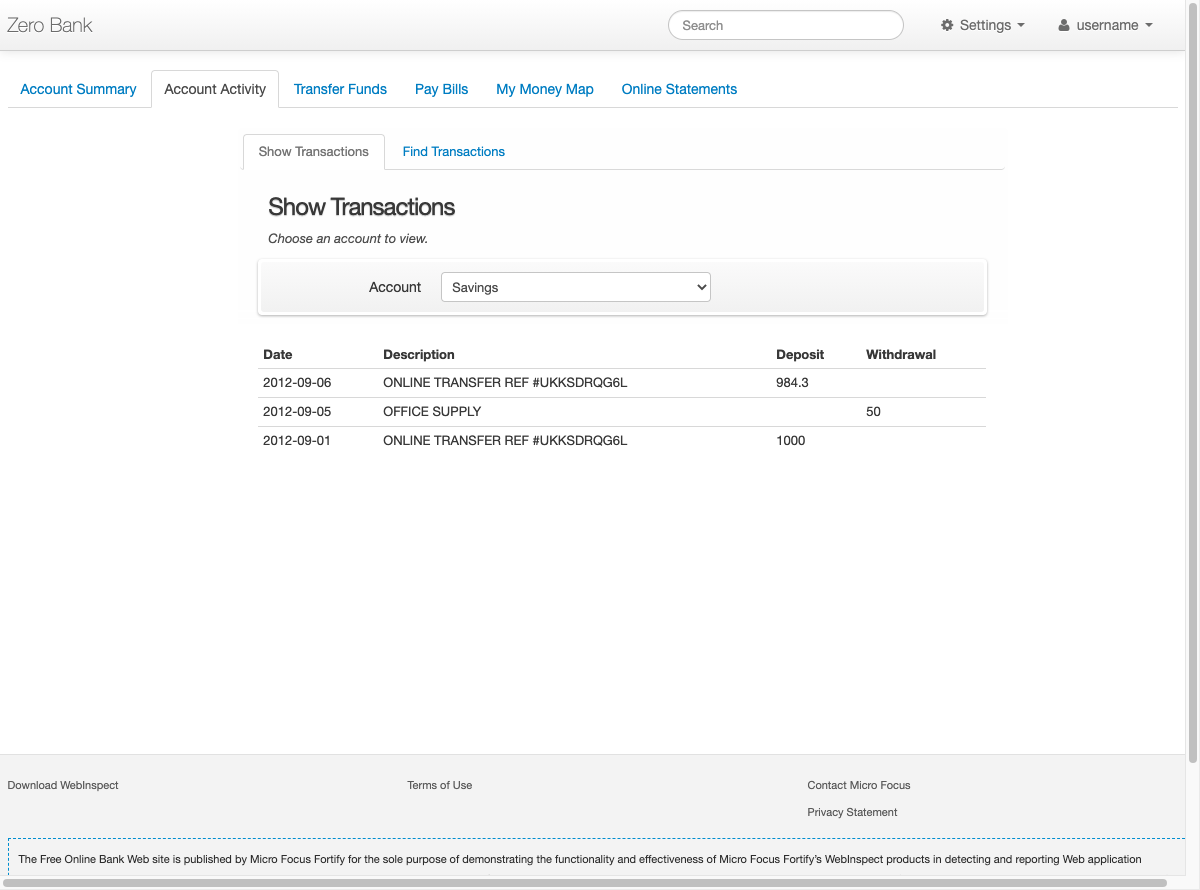 Zero Bank
Search
Settings
username
Account Summary
Account Activity
Transfer Funds
Pay Bills
My Money Map
Online Statements
Show Transactions
Find Transactions
Show Transactions
Choose an account to view.
Account
Savings
Date Description Deposit Withdrawal
2012-09-06 ONLINE TRANSFER REF #UKKSDRQG6L 984.3
2012-09-05 OFFICE SUPPLY 50
2012-09-01 ONLINE TRANSFER REF #UKKSDRQG6L 1000
Download WebInspect
Terms of Use
Contact Micro Focus
Privacy Statement
The Free Online Bank Web site is published by Micro Focus Fortify for the sole purpose of demonstrating the functionality and effectiveness of Micro Focus Fortify's WebInspect products in detecting and reporting Web application